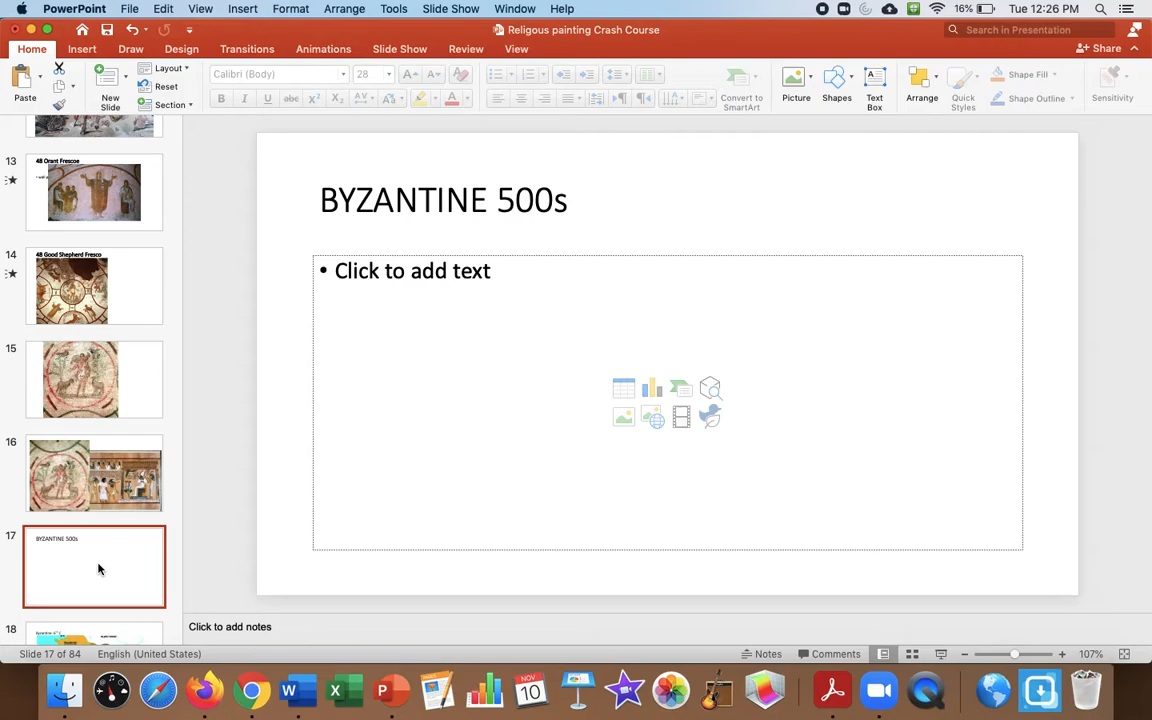 PowerPoint File Edit View Insert Format Arrange Tools Slide Show Window Help 16% Tue 12:26 PM
Religous painting Crash Course
Search in Presentation
Home Insert Draw Design Transitions Animations Slide Show Review View Share
Paste
New Slide
Layout
Reset
Section
Calibri (Body) 28
Convert to SmartArt
Picture
Shapes
Text Box
Arrange
Quick Styles
Shape Fill
Shape Outline
Sensitivity
13
48 Orant Frescoe
14
48 Good Shepherd Fresco
15
16
17
BYZANTINE 500s
18
BYZANTINE 500s
• Click to add text
Click to add notes
Slide 17 of 84 English (United States) Notes Comments 107%
NOV
10